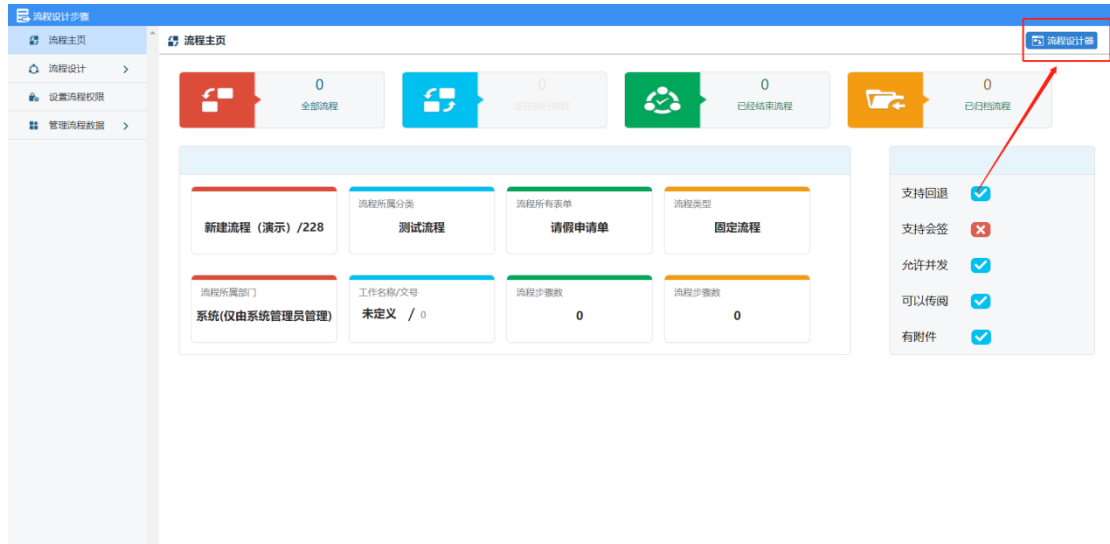 流程设计步骤
流程主页
流程设计
设置流程权限
管理流程数据
流程主页
流程设计器
0
全部流程
0
正在执行流程
0
已经结束流程
0
已归档流程
新建流程（演示）/228
流程所属分类
测试流程
流程所有表单
请假申请单
流程类型
固定流程
流程所属部门
系统(仅由系统管理员管理)
工作名称/文号
未定义 / 0
流程步骤数
0
流程步骤数
0
支持回退
支持会签
允许并发
可以传阅
有附件